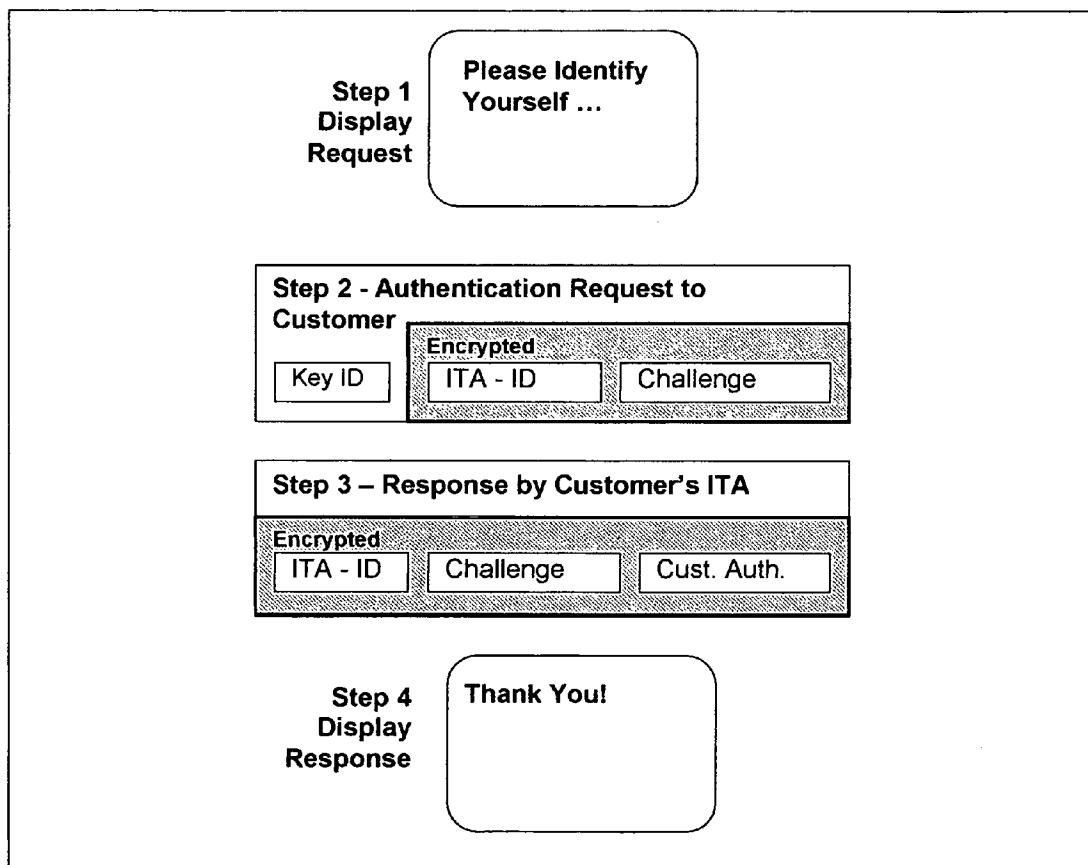 Step 1
Display
Request
Please Identify
Yourself ...
Step 2 - Authentication Request to
Customer
Key ID
Encrypted
ITA - ID
Challenge
Step 3 – Response by Customer's ITA
Encrypted
ITA - ID
Challenge
Cust. Auth.
Step 4
Display
Response
Thank You!